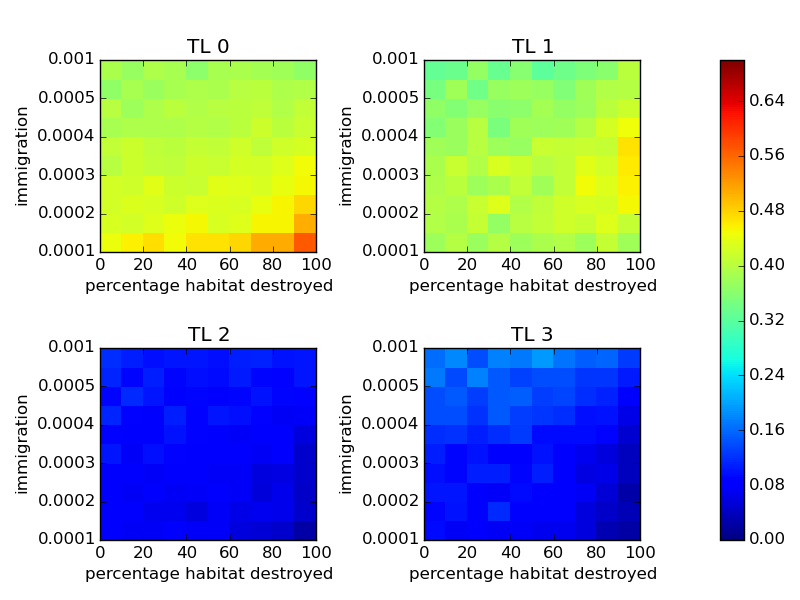 TL 0
TL 1
0.001
0.0005
0.0004
0.0003
0.0002
0.0001
immigration
0 20 40 60 80 100
percentage habitat destroyed
0.001
0.0005
0.0004
0.0003
0.0002
0.0001
immigration
0 20 40 60 80 100
percentage habitat destroyed
TL 2
TL 3
0.001
0.0005
0.0004
0.0003
0.0002
0.0001
immigration
0 20 40 60 80 100
percentage habitat destroyed
0.001
0.0005
0.0004
0.0003
0.0002
0.0001
immigration
0 20 40 60 80 100
percentage habitat destroyed
0.64
0.56
0.48
0.40
0.32
0.24
0.16
0.08
0.00